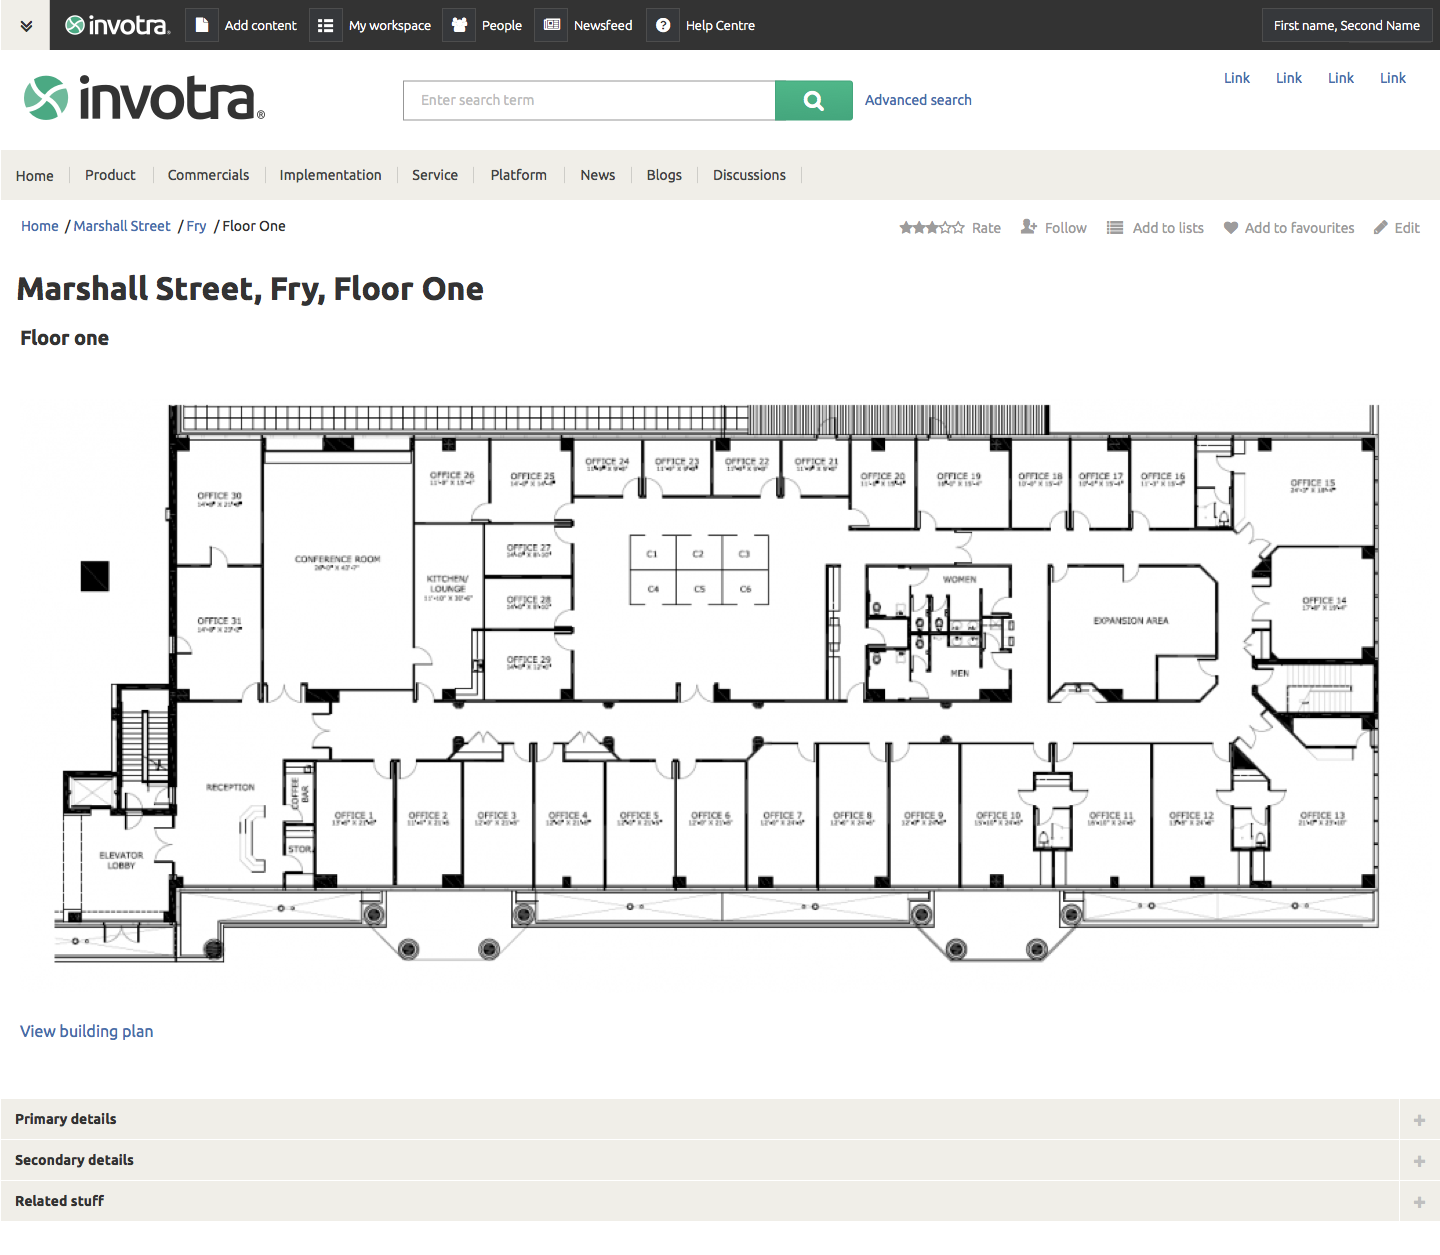 invotra.
Add content
My workspace
People
Newsfeed
Help Centre
First name, Second Name
invotra®
Enter search term
Advanced search
Link Link Link Link
Home Product Commercials Implementation Service Platform News Blogs Discussions
Home / Marshall Street / Fry / Floor One
Rate Follow Add to lists Add to favourites Edit
Marshall Street, Fry, Floor One
Floor one
OFFICE 30
CONFERENCE ROOM
OFFICE 31
OFFICE 26
OFFICE 25
OFFICE 24
OFFICE 23
OFFICE 22
OFFICE 21
OFFICE 20
OFFICE 19
OFFICE 18
OFFICE 17
OFFICE 16
OFFICE 15
OFFICE 27
KITCHEN/
LOUNGE
OFFICE 28
OFFICE 29
C1 C2 C3
C4 C5 C6
WOMEN
MEN
EXPANSION AREA
OFFICE 14
RECEPTION
COFFEE
BAR
STOR.
ELEVATOR
LOBBY
OFFICE 1
OFFICE 2
OFFICE 3
OFFICE 4
OFFICE 5
OFFICE 6
OFFICE 7
OFFICE 8
OFFICE 9
OFFICE 10
OFFICE 11
OFFICE 12
OFFICE 13
View building plan
Primary details
Secondary details
Related stuff